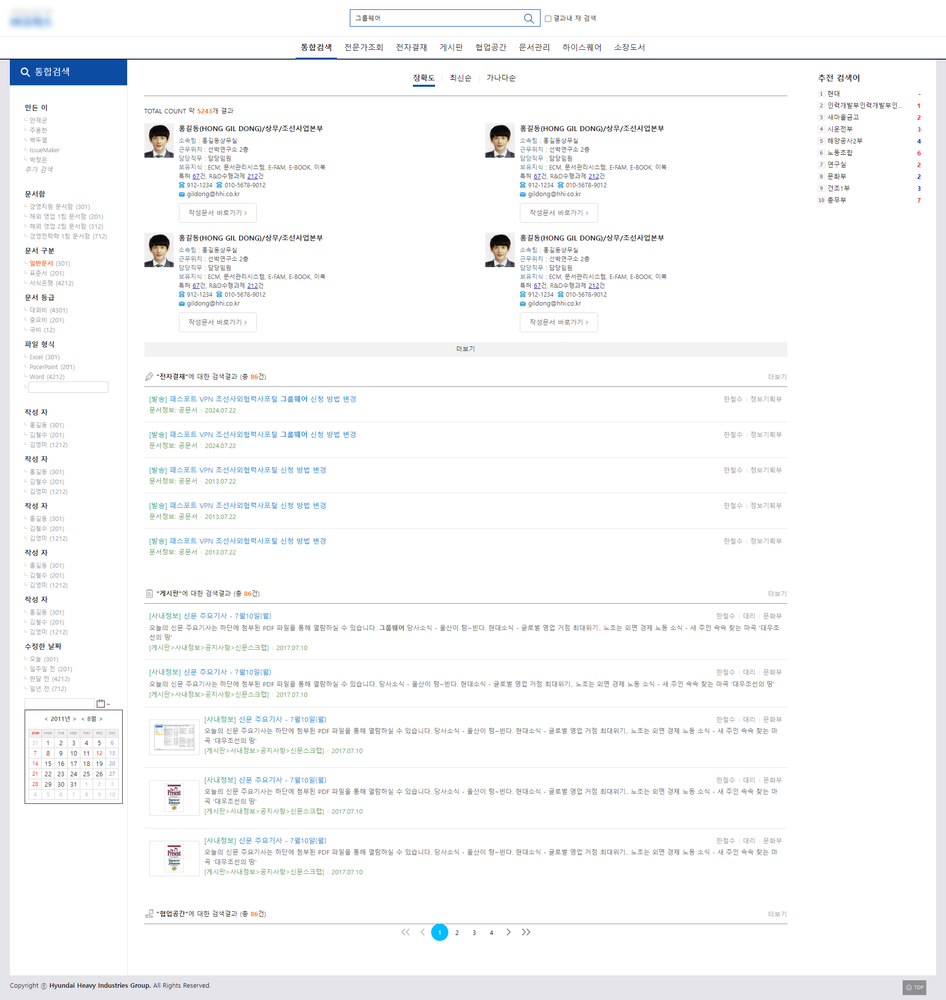 그룹웨어
결과내 재 검색
통합검색 전문가조회 전자결재 게시판 협업공간 문서관리 하이스퀘어 소장도서
통합검색
만든 이
안재균
주용한
백두열
IssueMaker
박정은
추가 검색
문서함
경영지원 문서함 (301)
해외 영업 1팀 문서함 (201)
해외 영업 2팀 문서함 (312)
경영전략략 1팀 문서함 (712)
문서 구분
일반문서 (301)
표준서 (201)
서식은행 (4212)
문서 등급
대외비 (4301)
중요비 (201)
국비 (12)
파일 형식
Excel (301)
PocerPoint (201)
Word (4212)
작성 자
홍길동 (301)
김철수 (201)
김영미 (1212)
작성 자
홍길동 (301)
김철수 (201)
김영미 (1212)
작성 자
홍길동 (301)
김철수 (201)
김영미 (1212)
작성 자
홍길동 (301)
김철수 (201)
김영미 (1212)
작성 자
홍길동 (301)
김철수 (201)
김영미 (1212)
수정한 날짜
오늘 (301)
일주일 전 (201)
한달 전 (4212)
일년 전 (712)
~
< 2011년 > < 8월 >
SUN MON TUE WED THU FRI SAT
31 1 2 3 4 5 6
7 8 9 10 11 12 13
14 15 16 17 18 19 20
21 22 23 24 25 26 27
28 29 30 31 1 2 3
4 5 6 7 8 9 10
정확도 최신순 가나다순
TOTAL COUNT 약 5243개 결과
홍길동(HONG GIL DONG)/상무/조선사업본부
소속팀 : 홍길동상무실
근무위치 : 선박연구소 2층
담당직무 : 담당임원
보유지식 : ECM, 문서관리시스템, E-FAM, E-BOOK, 이북
특허 67건, R&D수행과제 212건
912-1234 010-5678-9012
gildong@hhi.co.kr
작성문서 바로가기 >
홍길동(HONG GIL DONG)/상무/조선사업본부
소속팀 : 홍길동상무실
근무위치 : 선박연구소 2층
담당직무 : 담당임원
보유지식 : ECM, 문서관리시스템, E-FAM, E-BOOK, 이북
특허 67건, R&D수행과제 212건
912-1234 010-5678-9012
gildong@hhi.co.kr
작성문서 바로가기 >
홍길동(HONG GIL DONG)/상무/조선사업본부
소속팀 : 홍길동상무실
근무위치 : 선박연구소 2층
담당직무 : 담당임원
보유지식 : ECM, 문서관리시스템, E-FAM, E-BOOK, 이북
특허 67건, R&D수행과제 212건
912-1234 010-5678-9012
gildong@hhi.co.kr
작성문서 바로가기 >
홍길동(HONG GIL DONG)/상무/조선사업본부
소속팀 : 홍길동상무실
근무위치 : 선박연구소 2층
담당직무 : 담당임원
보유지식 : ECM, 문서관리시스템, E-FAM, E-BOOK, 이북
특허 67건, R&D수행과제 212건
912-1234 010-5678-9012
gildong@hhi.co.kr
작성문서 바로가기 >
더보기
"전자결재"에 대한 검색결과 (총 86건) 더보기
[발송] 패스포트 VPN 조선사외협력사포털 그룹웨어 신청 방법 변경 한철수 정보기획부
문서정보: 공문서 2024.07.22
[발송] 패스포트 VPN 조선사외협력사포털 그룹웨어 신청 방법 변경 한철수 정보기획부
문서정보: 공문서 2024.07.22
[발송] 패스포트 VPN 조선사외협력사포털 신청 방법 변경 한철수 정보기획부
문서정보: 공문서 2013.07.22
[발송] 패스포트 VPN 조선사외협력사포털 신청 방법 변경 한철수 정보기획부
문서정보: 공문서 2013.07.22
[발송] 패스포트 VPN 조선사외협력사포털 신청 방법 변경 한철수 정보기획부
문서정보: 공문서 2013.07.22
"게시판"에 대한 검색결과 (총 86건) 더보기
[사내정보] 신문 주요기사 - 7월10일(월) 한철수 대리 문화부
오늘의 신문 주요기사는 하단에 첨부된 PDF 파일을 통해 열람하실 수 있습니다. 그룹웨어 당사소식 - 울산이 텅~빈다. 현대소식 - 글로벌 영업 거점 최대위기.. 노조는 외면 경제 노동 소식 - 새 주인 속속 찾는 마곡 '대우조
선의 땅'
[게시판>사내정보>공지사항>신문스크랩] 2017.07.10
[사내정보] 신문 주요기사 - 7월10일(월) 한철수 대리 문화부
오늘의 신문 주요기사는 하단에 첨부된 PDF 파일을 통해 열람하실 수 있습니다. 당사소식 - 울산이 텅~빈다. 현대소식 - 글로벌 영업 거점 최대위기.. 노조는 외면 경제 노동 소식 - 새 주인 속속 찾는 마곡 '대우조선의 땅'
[게시판>사내정보>공지사항>신문스크랩] 2017.07.10
[사내정보] 신문 주요기사 - 7월10일(월) 한철수 대리 문화부
오늘의 신문 주요기사는 하단에 첨부된 PDF 파일을 통해 열람하실 수 있습니다. 당사소식 - 울산이 텅~빈다. 현대소식 - 글로벌 영업 거점 최대위기.. 노조는 외면 경제 노동 소식 - 새 주인 속속 찾는 마
곡 '대우조선의 땅'
[게시판>사내정보>공지사항>신문스크랩] 2017.07.10
The Present
Spencer Johnson
[사내정보] 신문 주요기사 - 7월10일(월) 한철수 대리 문화부
오늘의 신문 주요기사는 하단에 첨부된 PDF 파일을 통해 열람하실 수 있습니다. 당사소식 - 울산이 텅~빈다. 현대소식 - 글로벌 영업 거점 최대위기.. 노조는 외면 경제 노동 소식 - 새 주인 속속 찾는 마
곡 '대우조선의 땅'
[게시판>사내정보>공지사항>신문스크랩] 2017.07.10
The Present
Spencer Johnson
[사내정보] 신문 주요기사 - 7월10일(월) 한철수 대리 문화부
오늘의 신문 주요기사는 하단에 첨부된 PDF 파일을 통해 열람하실 수 있습니다. 당사소식 - 울산이 텅~빈다. 현대소식 - 글로벌 영업 거점 최대위기.. 노조는 외면 경제 노동 소식 - 새 주인 속속 찾는 마
곡 '대우조선의 땅'
[게시판>사내정보>공지사항>신문스크랩] 2017.07.10
"협업공간"에 대한 검색결과 (총 86건) 더보기
1 2 3 4
추전 검색어
1 현대 -
2 인력개발부인력개발부인... 1
3 새마을금고 2
4 시운전부 3
5 해양공사2부 4
6 노동조합 6
7 연구실 2
8 문화부 2
9 건조1부 3
10 총무부 7
Copyright ⓒ Hyundai Heavy Industries Group. All Rights Reserved.
TOP